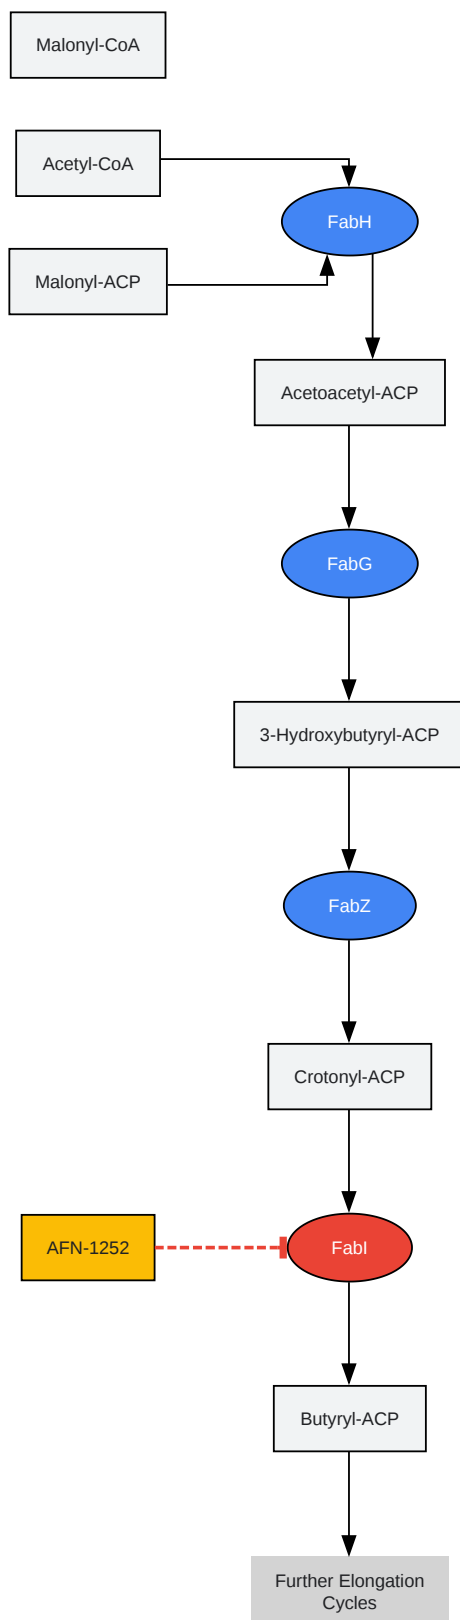 Malonyl-CoA
Acetyl-CoA
FabH
Malonyl-ACP
Acetoacetyl-ACP
FabG
3-Hydroxybutyryl-ACP
FabZ
Crotonyl-ACP
AFN-1252
FabI
Butyryl-ACP
Further Elongation
Cycles